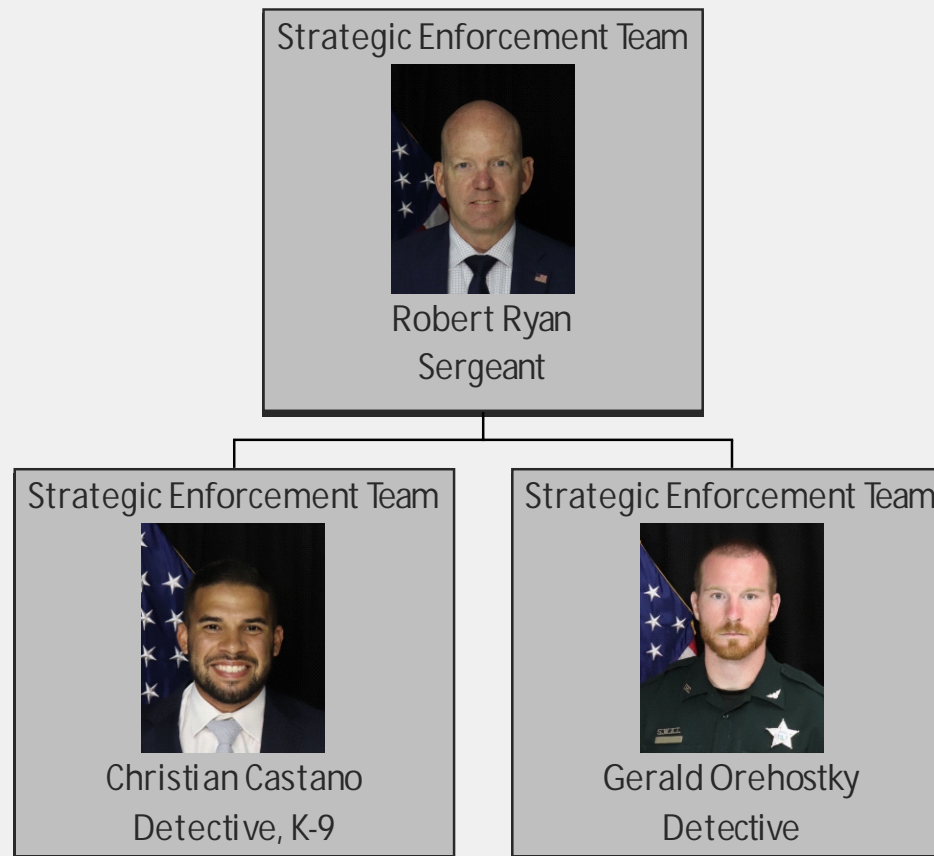 Strategic Enforcement Team
Robert Ryan
Sergeant
Strategic Enforcement Team
Christian Castano
Detective, K-9
Strategic Enforcement Team
S.W.A.T.
Gerald Orehostky
Detective